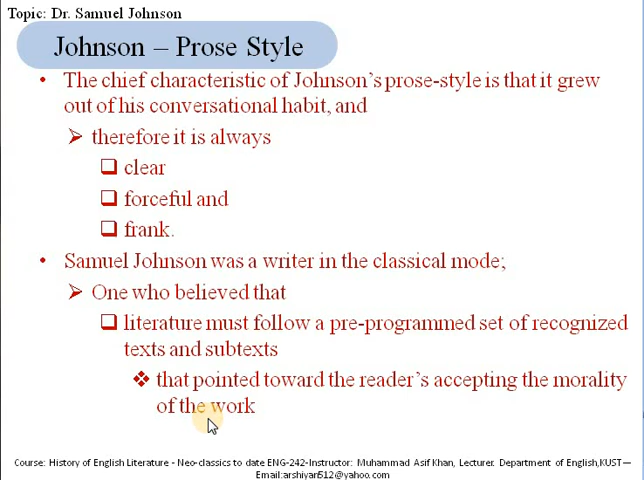 Topic: Dr. Samuel Johnson
Johnson – Prose Style
• The chief characteristic of Johnson's prose-style is that it grew
out of his conversational habit, and
➢ therefore it is always
❑ clear
❑ forceful and
❑ frank.
• Samuel Johnson was a writer in the classical mode;
➢ One who believed that
❑ literature must follow a pre-programmed set of recognized
texts and subtexts
❖ that pointed toward the reader's accepting the morality
of the work
Course: History of English Literature - Neo-classics to date ENG-242-Instructor: Muhammad Asif Khan, Lecturer. Department of English,KUST—
Email:arshiyan512@yahoo.com